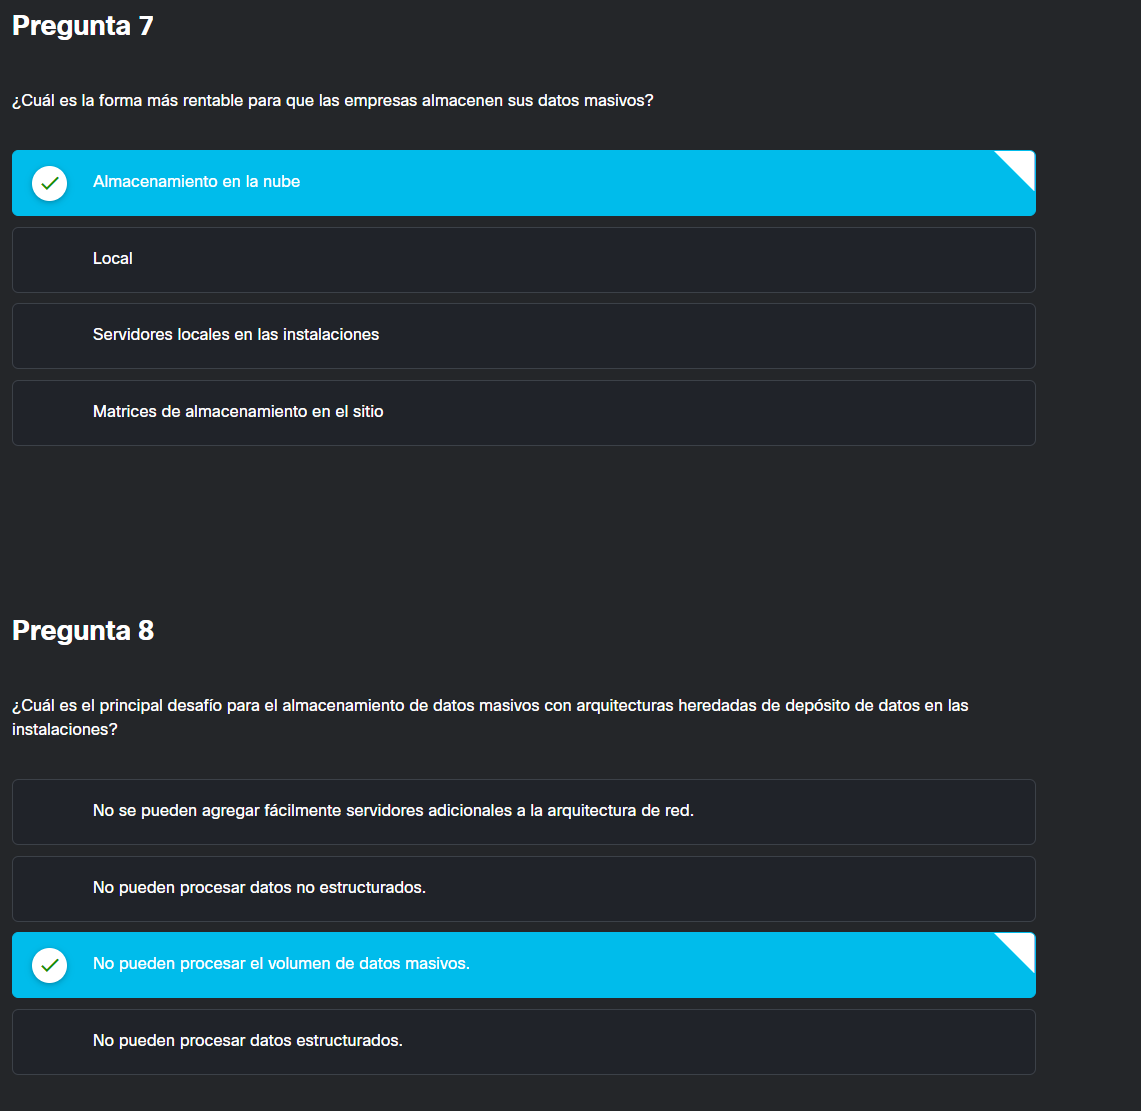 Pregunta 7
¿Cuál es la forma más rentable para que las empresas almacenen sus datos masivos?
Almacenamiento en la nube
Local
Servidores locales en las instalaciones
Matrices de almacenamiento en el sitio
Pregunta 8
¿Cuál es el principal desafío para el almacenamiento de datos masivos con arquitecturas heredadas de depósito de datos en las
instalaciones?
No se pueden agregar fácilmente servidores adicionales a la arquitectura de red.
No pueden procesar datos no estructurados.
No pueden procesar el volumen de datos masivos.
No pueden procesar datos estructurados.